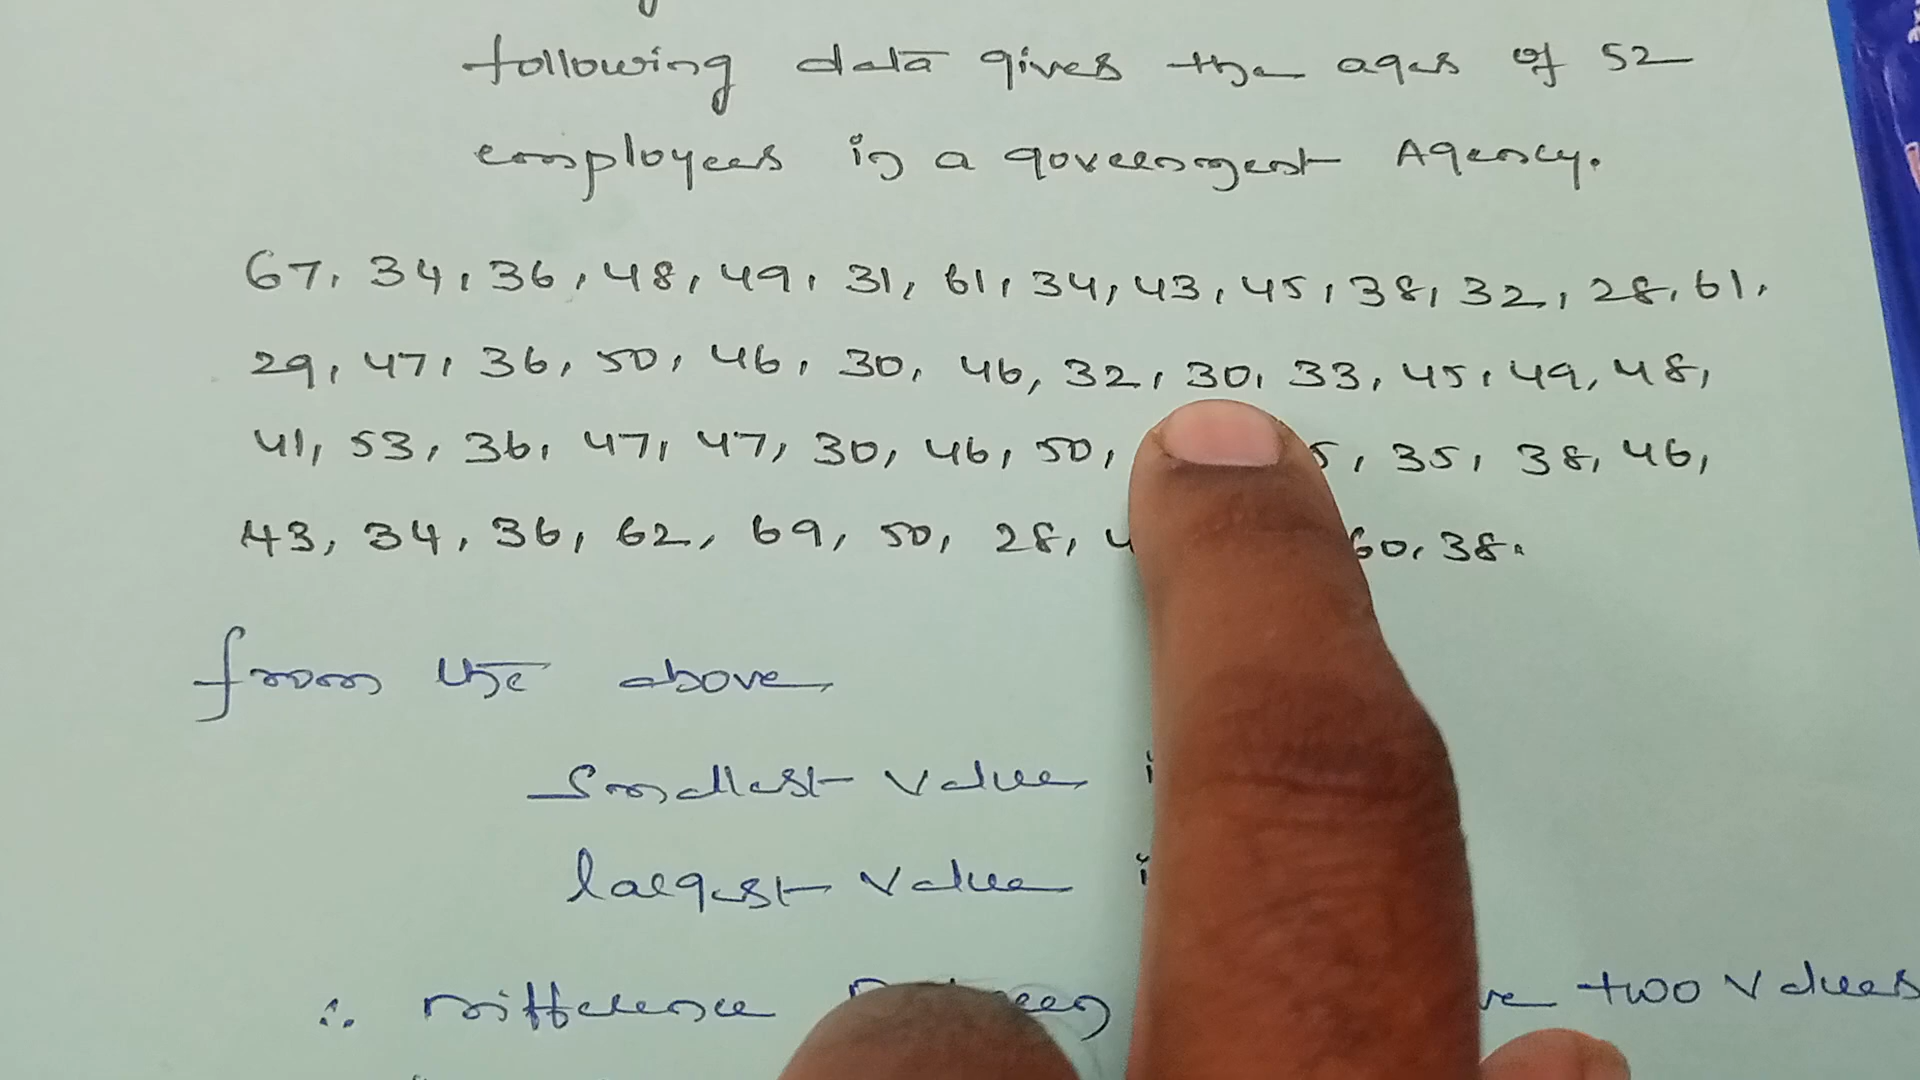 following data gives the ages of 52
employees in a government Agency.
67, 34, 36, 48, 49, 31, 61, 34, 43, 45, 38, 32, 28, 61,
29, 47, 36, 50, 46, 30, 46, 32, 30, 33, 45, 49, 48,
41, 53, 36, 47, 47, 30, 46, 50, 35, 38, 46,
43, 34, 36, 62, 69, 50, 28, 60, 38.
from the above,
Smallest value
largest value
∴ Difference two values